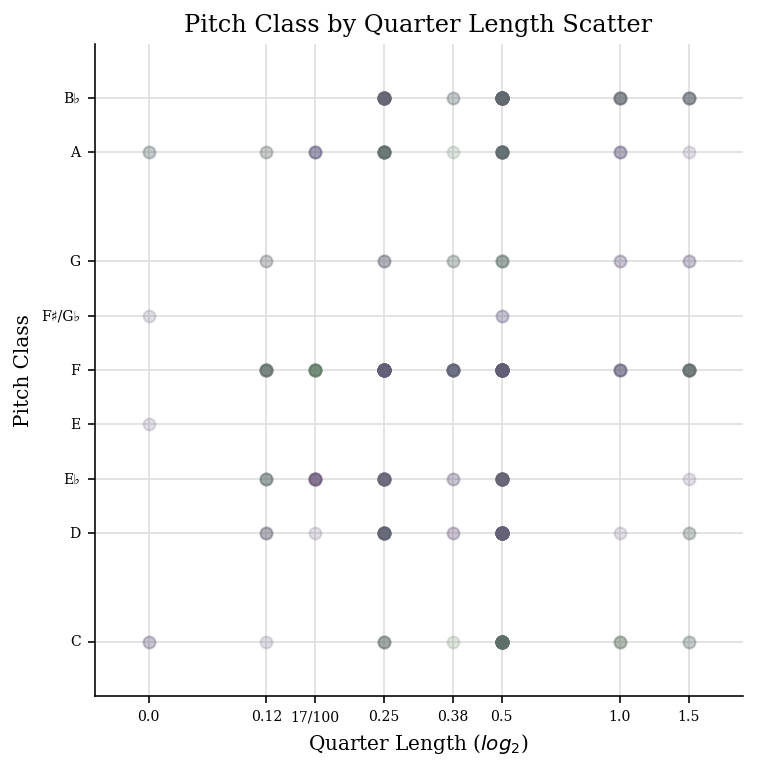 Pitch Class by Quarter Length Scatter
Pitch Class
B♭
A
G
F♯/G♭
F
E
E♭
D
C
0.0 0.12 17/100 0.25 0.38 0.5 1.0 1.5
Quarter Length (log₂)